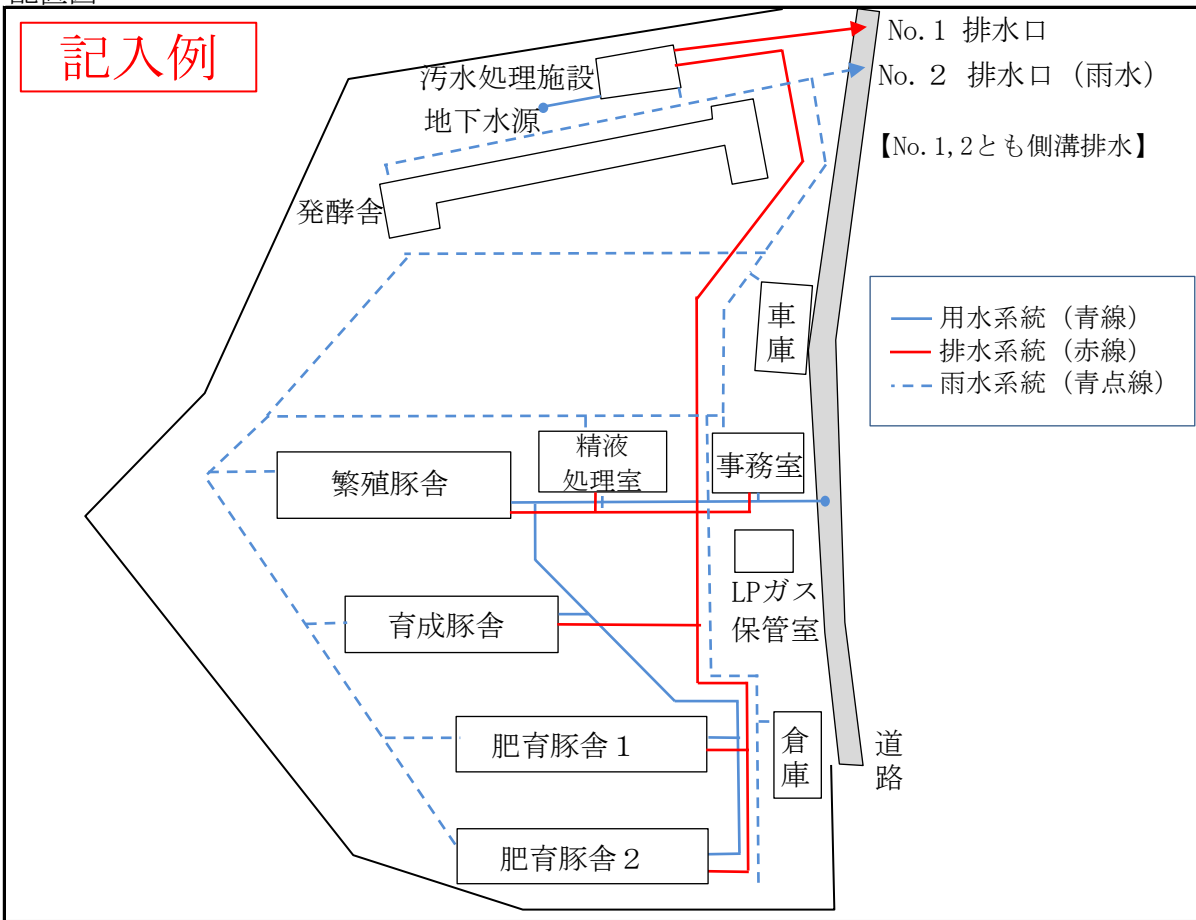 記入例
No.1 排水口
No.2 排水口（雨水）
【No.1,2とも側溝排水】
汚水処理施設
地下水源
発酵舎
車庫
用水系統（青線）
排水系統（赤線）
雨水系統（青点線）
精液
処理室
事務室
繁殖豚舎
LPガス
保管室
育成豚舎
肥育豚舎１
倉庫
道路
肥育豚舎２